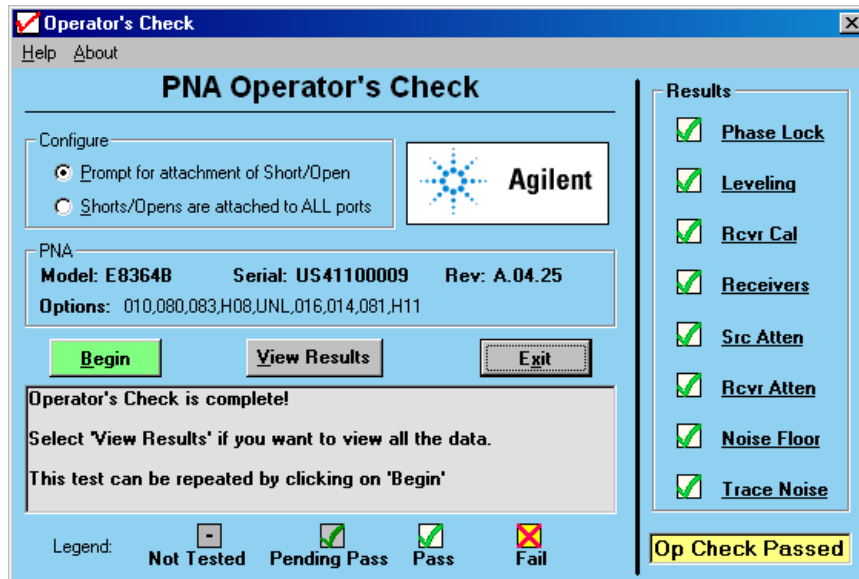 Operator's Check
Help About
PNA Operator's Check
Configure
Prompt for attachment of Short/Open
Shorts/Opens are attached to ALL ports
Agilent
PNA
Model: E8364B Serial: US41100009 Rev: A.04.25
Options: 010,080,083,H08,UNL,016,014,081,H11
Begin View Results Exit
Operator's Check is complete!
Select 'View Results' if you want to view all the data.
This test can be repeated by clicking on 'Begin'
Legend: Not Tested Pending Pass Pass Fail
Results
Phase Lock
Leveling
Rcvr Cal
Receivers
Src Atten
Rcvr Atten
Noise Floor
Trace Noise
Op Check Passed